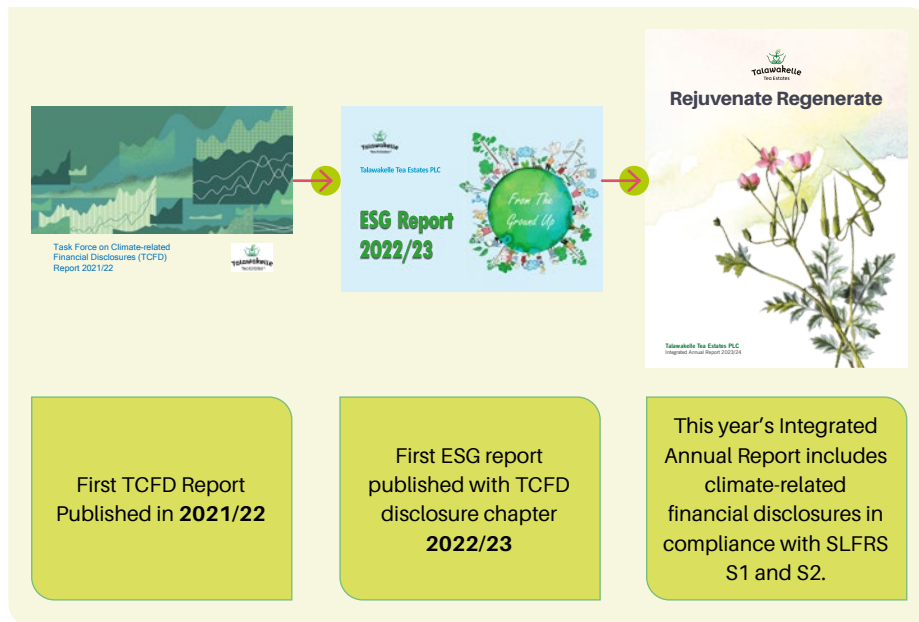 Talawakelle
Tea Estates
Rejuvenate Regenerate
Talawakelle Tea Estates PLC
Integrated Annual Report 2023/24
Talawakelle
Talawakelle Tea Estates PLC
ESG Report
2022/23
From The
Ground Up
Task Force on Climate-related
Financial Disclosures (TCFD)
Report 2021/22
Talawakelle
Tea Estates
First TCFD Report
Published in 2021/22
First ESG report
published with TCFD
disclosure chapter
2022/23
This year’s Integrated
Annual Report includes
climate-related
financial disclosures in
compliance with SLFRS
S1 and S2.